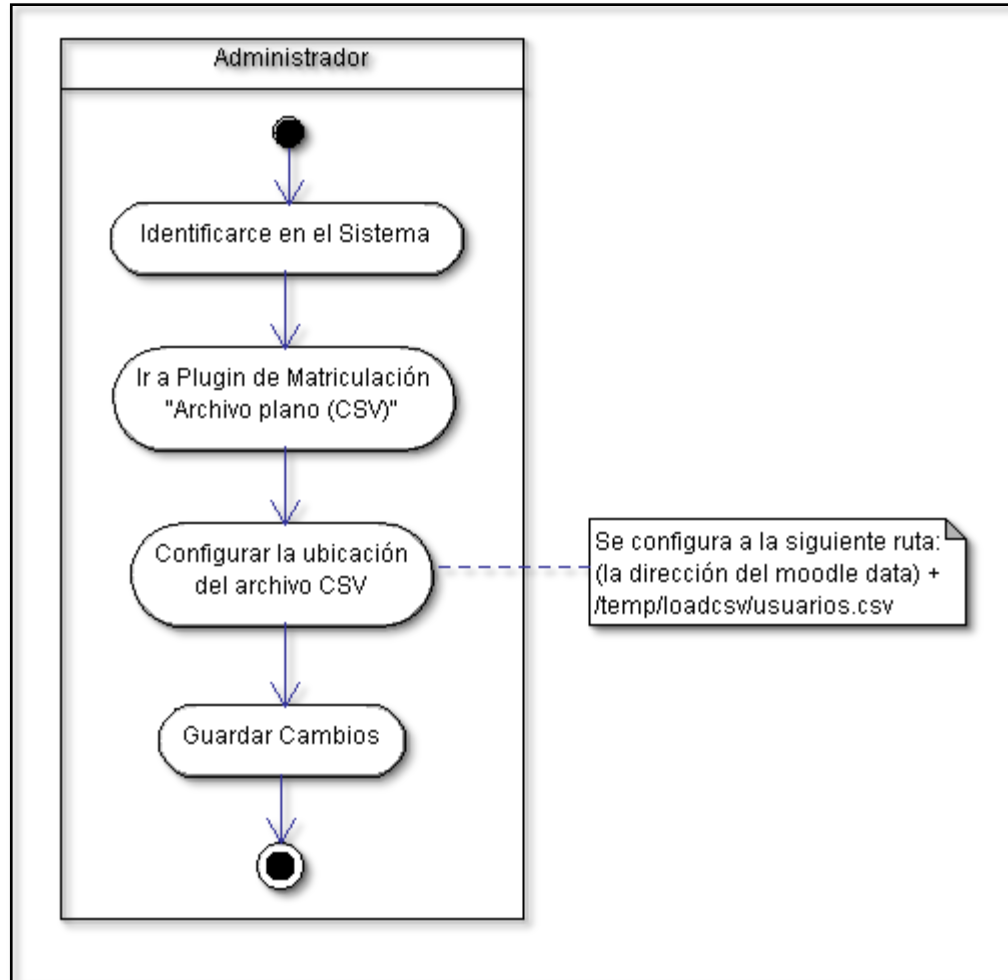 Administrador
Identificarce en el Sistema
Ir a Plugin de Matriculación
"Archivo plano (CSV)"
Configurar la ubicación
del archivo CSV
Se configura a la siguiente ruta:
(la dirección del moodle data) +
/temp/loadcsv/usuarios.csv
Guardar Cambios